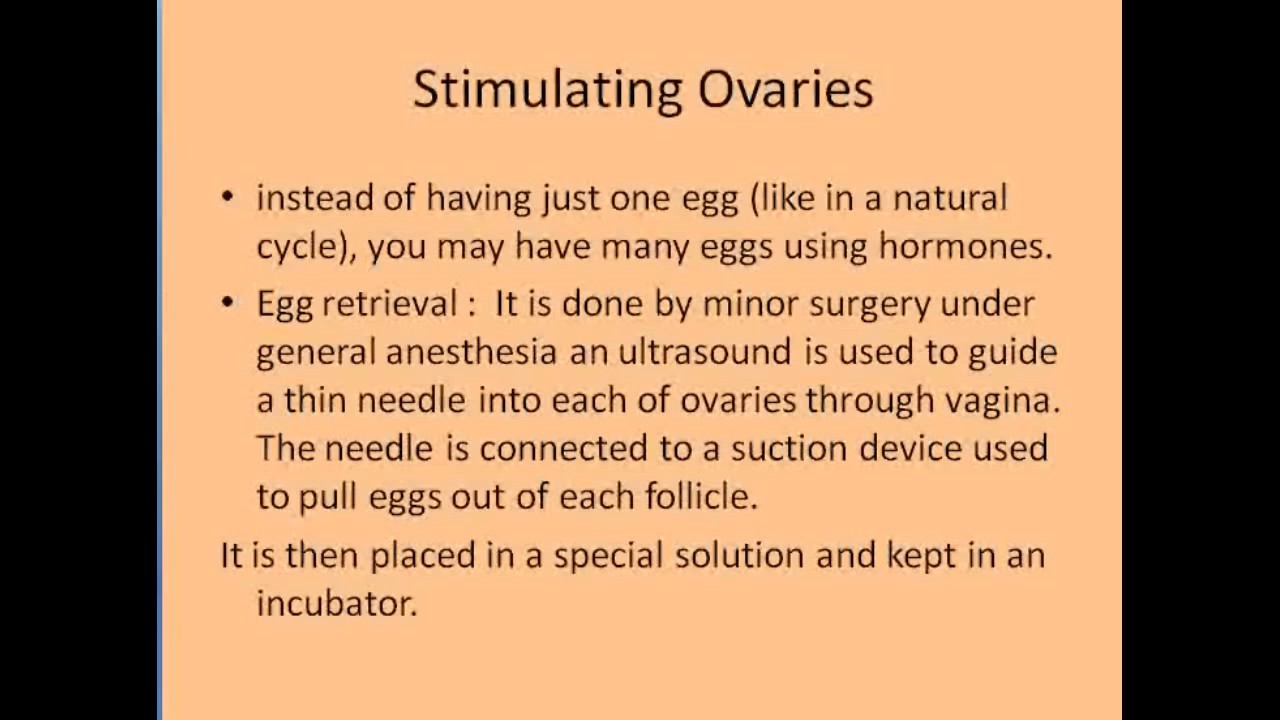 Stimulating Ovaries
• instead of having just one egg (like in a natural
cycle), you may have many eggs using hormones.
• Egg retrieval :  It is done by minor surgery under
general anesthesia an ultrasound is used to guide
a thin needle into each of ovaries through vagina.
The needle is connected to a suction device used
to pull eggs out of each follicle.
It is then placed in a special solution and kept in an
incubator.